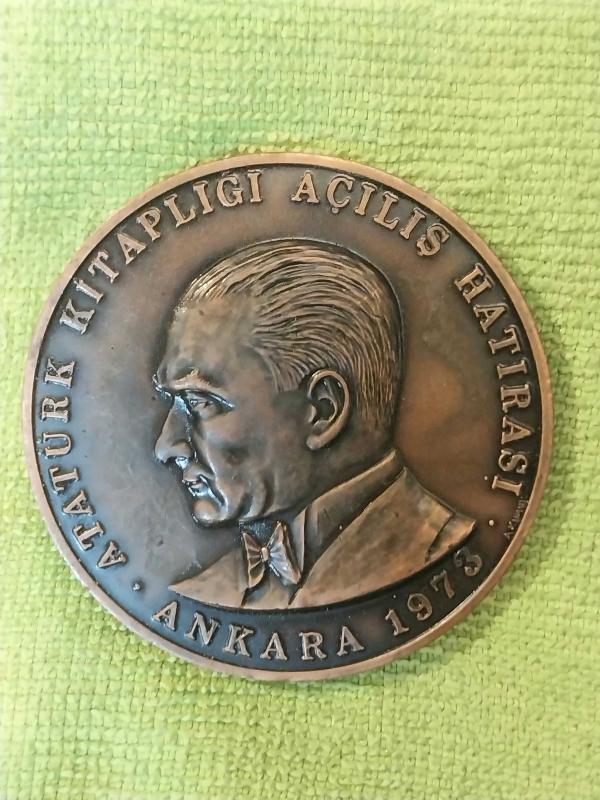 ATATÜRK KİTAPLIĞI AÇILIŞ HATIRASI
ANKARA 1973